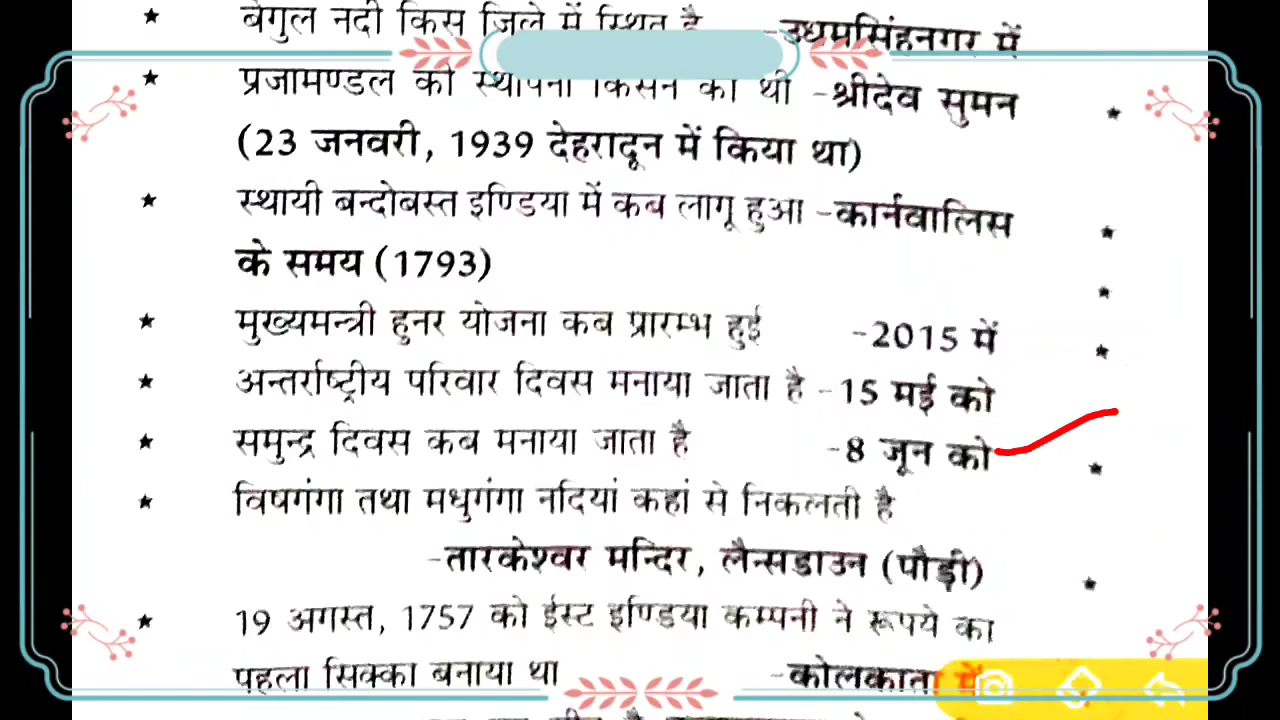 ★ बेगुल नदी किस जिले में स्थित है -उधमसिंहनगर में
★ प्रजामण्डल की स्थापना किसने की थी -श्रीदेव सुमन
(23 जनवरी, 1939 देहरादून में किया था)
★ स्थायी बन्दोबस्त इण्डिया में कब लागू हुआ -कार्नवालिस
के समय (1793)
★ मुख्यमन्त्री हुनर योजना कब प्रारम्भ हुई -2015 में
★ अन्तर्राष्ट्रीय परिवार दिवस मनाया जाता है -15 मई को
★ समुन्द्र दिवस कब मनाया जाता है -8 जून को
★ विषगंगा तथा मधुगंगा नदियां कहां से निकलती है
-तारकेश्वर मन्दिर, लैन्सडाउन (पौड़ी)
★ 19 अगस्त, 1757 को ईस्ट इण्डिया कम्पनी ने रूपये का
पहला सिक्का बनाया था -कोलकाता में